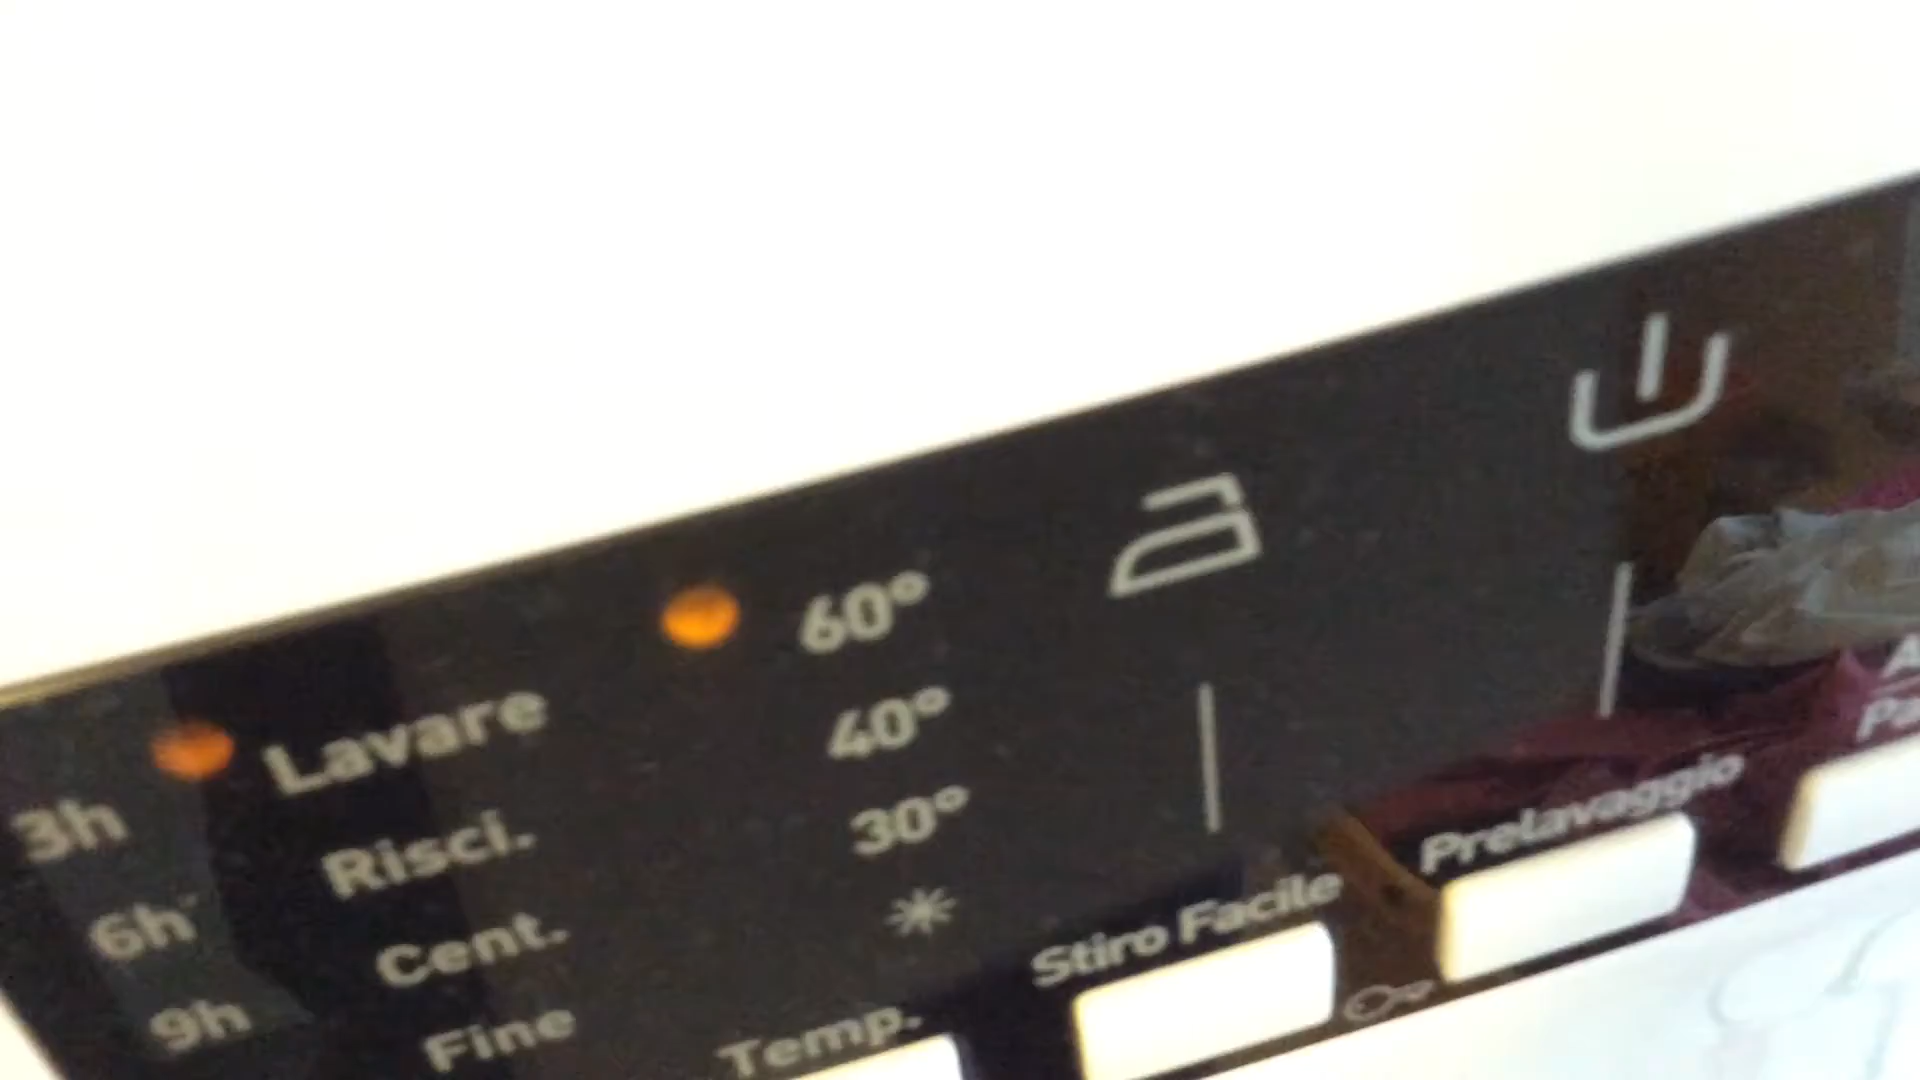 3h
6h
9h
Lavare
Risci.
Cent.
Fine
60°
40°
30°
Temp.
Stiro Facile
Prelavaggio